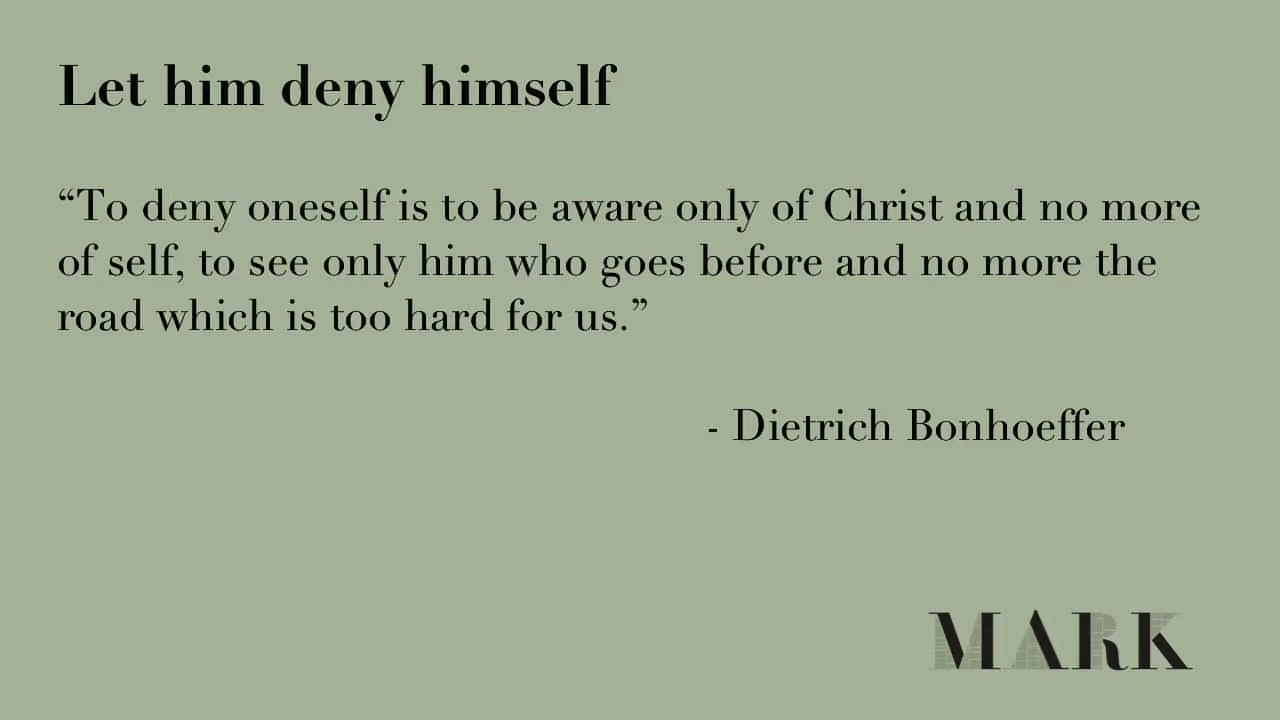 Let him deny himself
“To deny oneself is to be aware only of Christ and no more
of self, to see only him who goes before and no more the
road which is too hard for us.”
- Dietrich Bonhoeffer
MARK